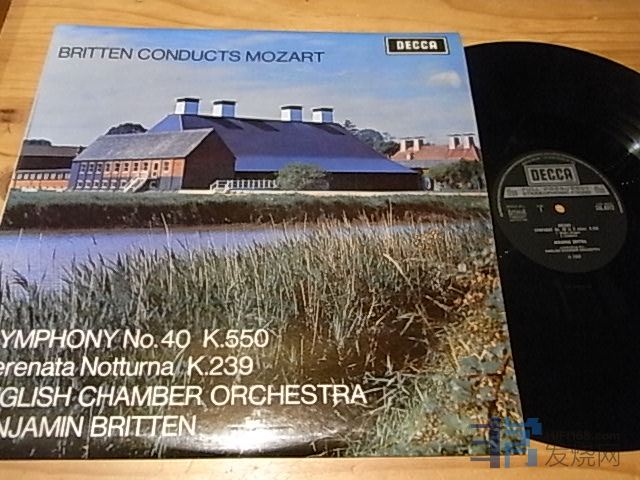 BRITTEN CONDUCTS MOZART
DECCA
YMPHONY No. 40 K.550
erenata Notturna K.239
GLISH CHAMBER ORCHESTRA
NJAMIN BRITTEN
DECCA
发烧网